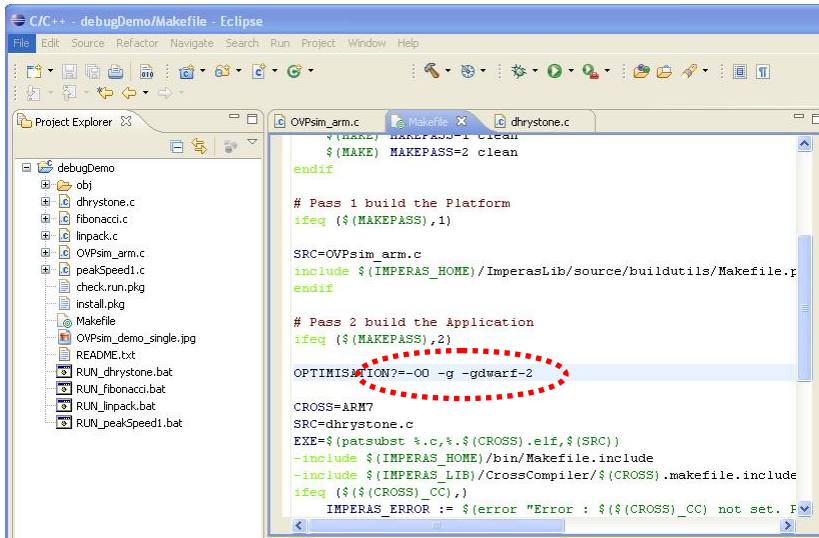 C/C++ - debugDemo/Makefile - Eclipse
File Edit Source Refactor Navigate Search Run Project Window Help
Project Explorer
debugDemo
obj
dhrystone.c
fibonacci.c
linpack.c
OVPsim_arm.c
peakSpeed1.c
check.run.pkg
install.pkg
Makefile
OVPsim_demo_single.jpg
README.txt
RUN_dhrystone.bat
RUN_fibonacci.bat
RUN_linpack.bat
RUN_peakSpeed1.bat
OVPsim_arm.c Makefile dhrystone.c
$(MAKE) MAKEPASS=1 clean
$(MAKE) MAKEPASS=2 clean
endif
# Pass 1 build the Platform
ifeq ($(MAKEPASS),1)
SRC=OVPsim_arm.c
include $(IMPERAS_HOME)/ImperasLib/source/buildutils/Makefile.p
endif
# Pass 2 build the Application
ifeq ($(MAKEPASS),2)
OPTIMISATION?=-O0 -g -gdwarf-2
CROSS=ARM7
SRC=dhrystone.c
EXE=$(patsubst %.c,%.$(CROSS).elf,$(SRC))
-include $(IMPERAS_HOME)/bin/Makefile.include
-include $(IMPERAS_LIB)/CrossCompiler/$(CROSS).makefile.include
ifeq ($($(CROSS)_CC),)
IMPERAS_ERROR := $(error "Error : $($(CROSS)_CC) not set. P